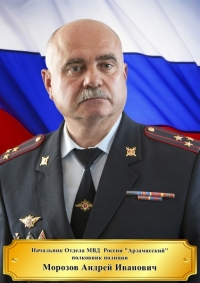 Начальник Отдела МВД России "Арзамасский"
полковник полиции
Морозов Андрей Иванович